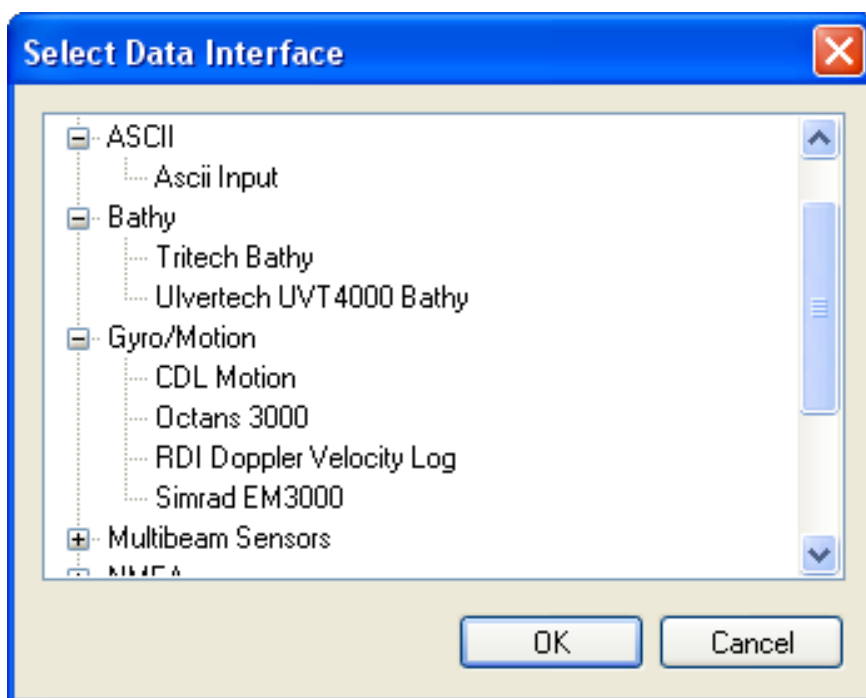 Select Data Interface
ASCII
Ascii Input
Bathy
Tritech Bathy
Ulvertech UVT4000 Bathy
Gyro/Motion
CDL Motion
Octans 3000
RDI Doppler Velocity Log
Simrad EM3000
Multibeam Sensors
NMEA
OK Cancel